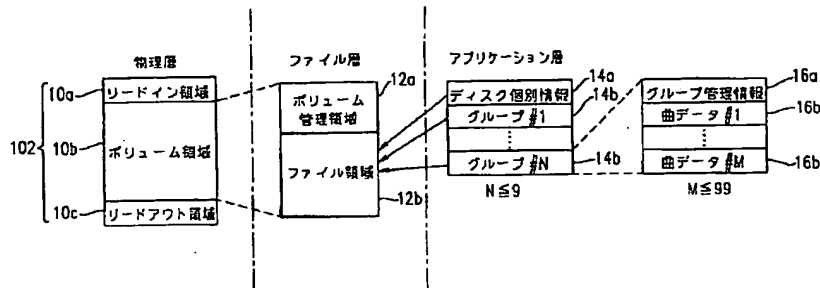 物理層
ファイル層
アプリケーション層
102
10a
リードイン領域
10b
ボリューム領域
10c
リードアウト領域
12a
ボリューム
管理領域
ファイル領域
12b
14a
ディスク個別情報
14b
グループ #1
⋮
グループ #N
14b
N≦9
16a
グループ管理情報
16b
曲データ #1
⋮
曲データ #M
16b
M≦99